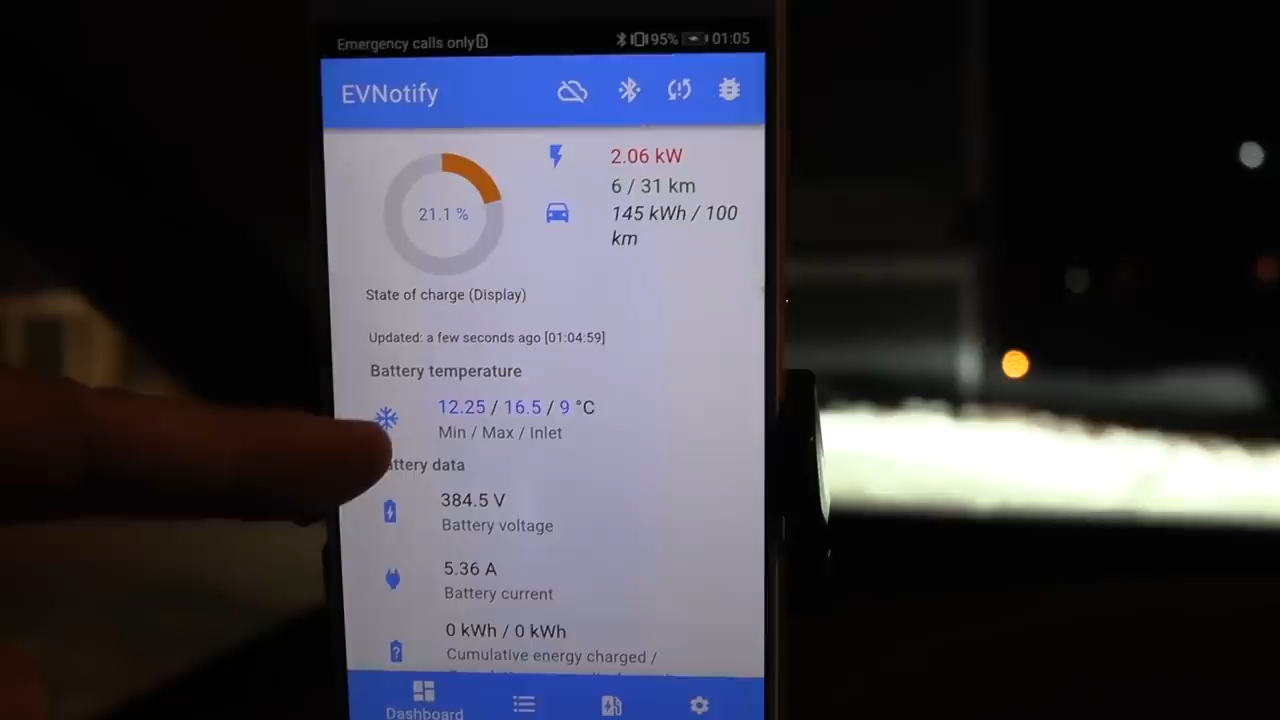 Emergency calls only 95% 01:05
EVNotify
2.06 kW
6 / 31 km
21.1 %
145 kWh / 100
km
State of charge (Display)
Updated: a few seconds ago [01:04:59]
Battery temperature
12.25 / 16.5 / 9 °C
Min / Max / Inlet
attery data
384.5 V
Battery voltage
5.36 A
Battery current
0 kWh / 0 kWh
Cumulative energy charged /
Dashboard